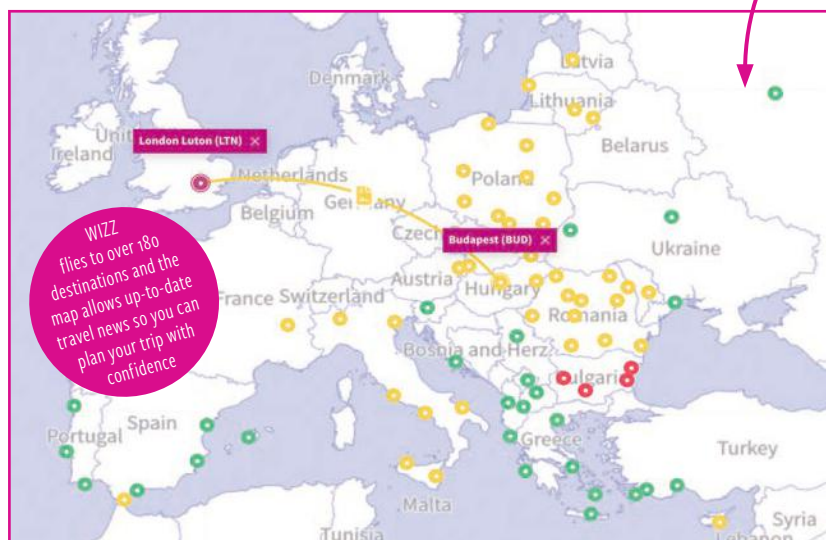 Latvia
Denmark
Lithuania
Unit
Ireland
London Luton (LTN) ×
Belarus
Netherlands
Poland
Germany
Belgium
Czech
Budapest (BUD) ×
Ukraine
WIZZ
flies to over 180
destinations and the
map allows up-to-date
travel news so you can
plan your trip with
confidence
Austria
Hungary
France
Switzerland
Romania
Bosnia and Herz.
Bulgaria
Spain
Portugal
Greece
Turkey
Malta
Tunisia
Syria
Lebanon